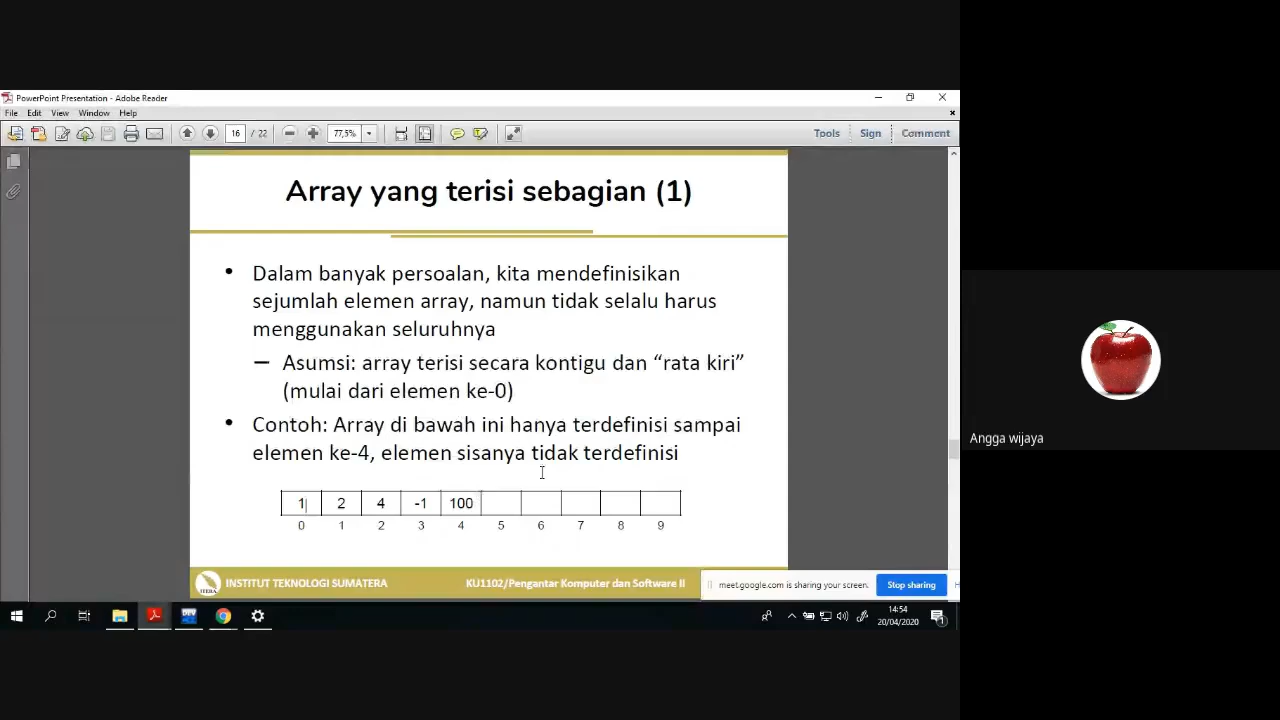 PowerPoint Presentation - Adobe Reader
File Edit View Window Help
16 / 22 77,5% Tools Sign Comment
Array yang terisi sebagian (1)
• Dalam banyak persoalan, kita mendefinisikan
sejumlah elemen array, namun tidak selalu harus
menggunakan seluruhnya
– Asumsi: array terisi secara kontigu dan “rata kiri”
(mulai dari elemen ke-0)
• Contoh: Array di bawah ini hanya terdefinisi sampai
elemen ke-4, elemen sisanya tidak terdefinisi
1 2 4 -1 100
0 1 2 3 4 5 6 7 8 9
ITERA INSTITUT TEKNOLOGI SUMATERA KU1102/Pengantar Komputer dan Software II
meet.google.com is sharing your screen. Stop sharing H
DEV
14:54
20/04/2020
1
Angga wijaya